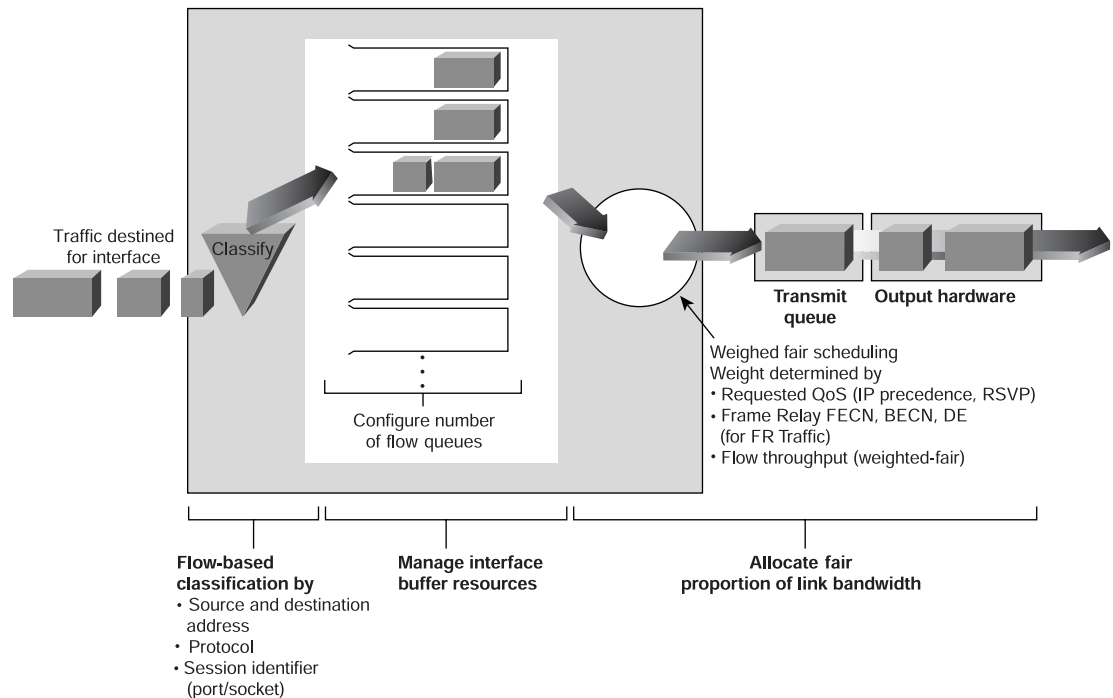 Traffic destined
for interface
Classify
Configure number
of flow queues
Transmit
queue
Output hardware
Weighed fair scheduling
Weight determined by
• Requested QoS (IP precedence, RSVP)
• Frame Relay FECN, BECN, DE
(for FR Traffic)
• Flow throughput (weighted-fair)
Flow-based
classification by
• Source and destination
address
• Protocol
• Session identifier
(port/socket)
Manage interface
buffer resources
Allocate fair
proportion of link bandwidth